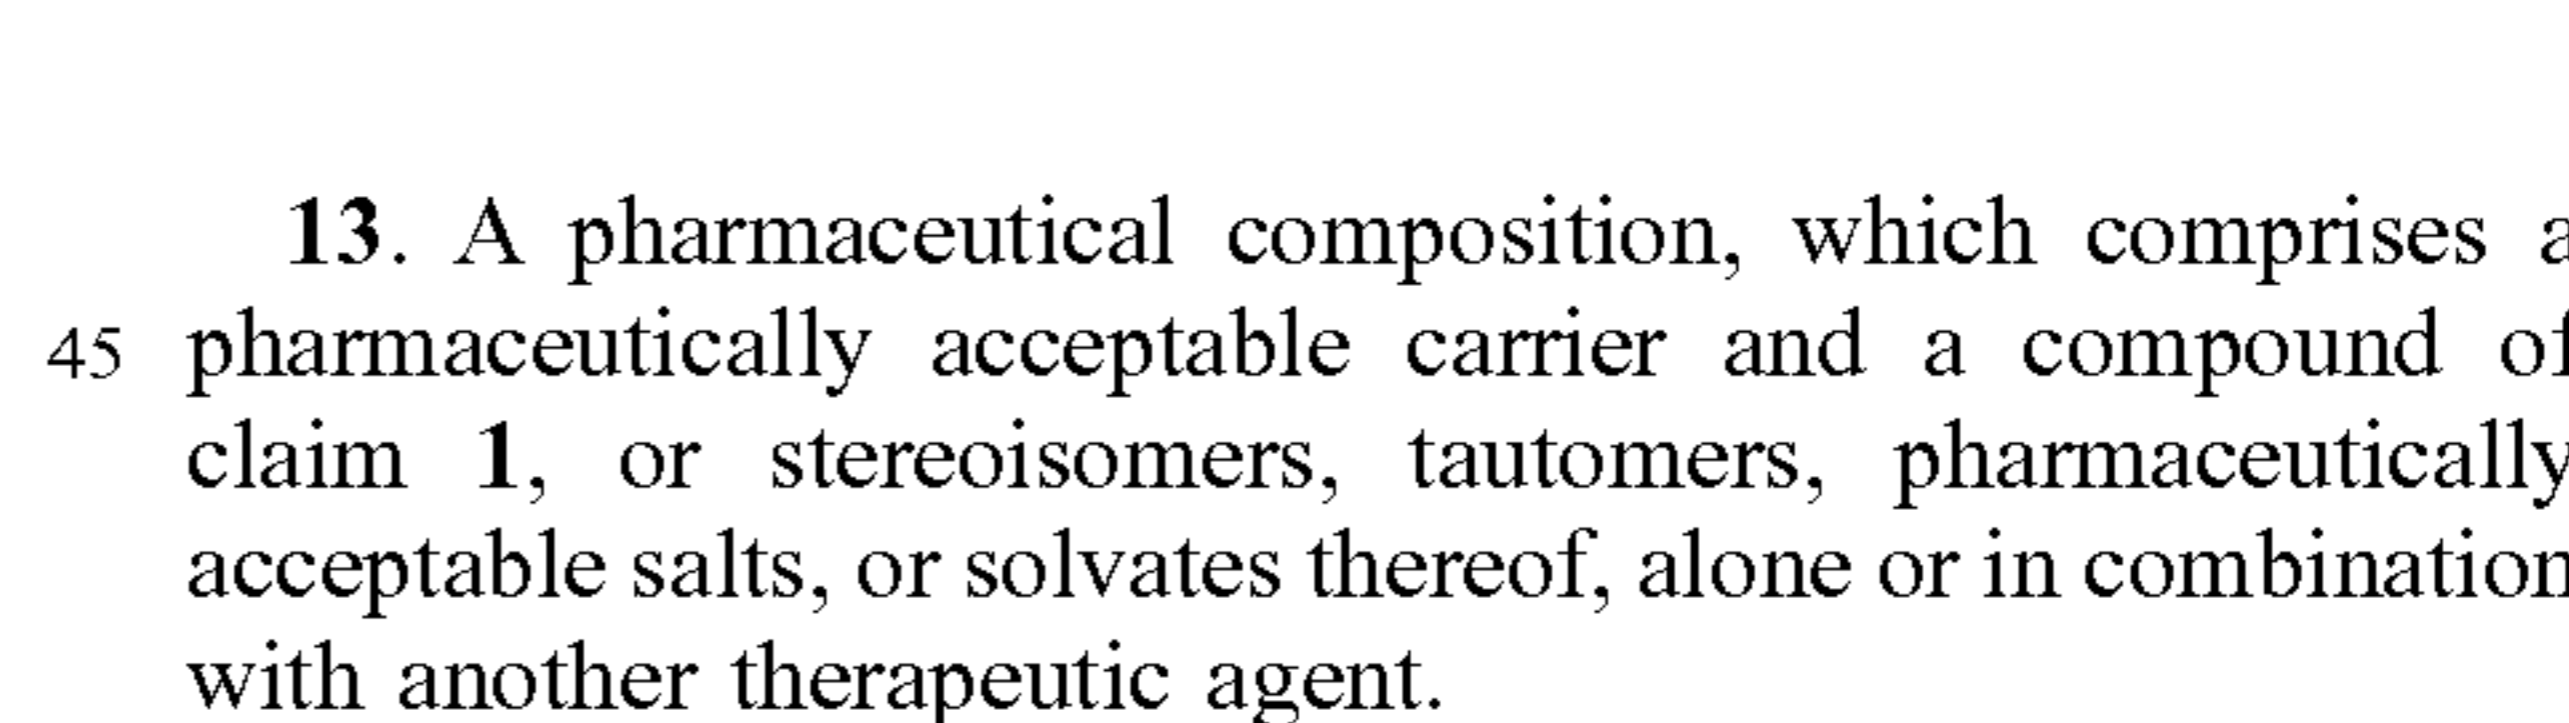 13. A pharmaceutical composition, which comprises a
45 pharmaceutically acceptable carrier and a compound of
claim 1, or stereoisomers, tautomers, pharmaceutically
acceptable salts, or solvates thereof, alone or in combination
with another therapeutic agent.